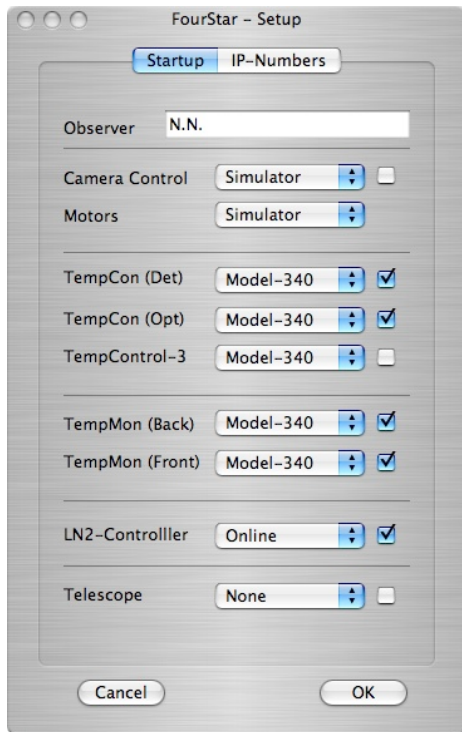 FourStar - Setup
Startup IP-Numbers
Observer N.N.
Camera Control Simulator
Motors Simulator
TempCon (Det) Model-340
TempCon (Opt) Model-340
TempControl-3 Model-340
TempMon (Back) Model-340
TempMon (Front) Model-340
LN2-Controlller Online
Telescope None
Cancel OK